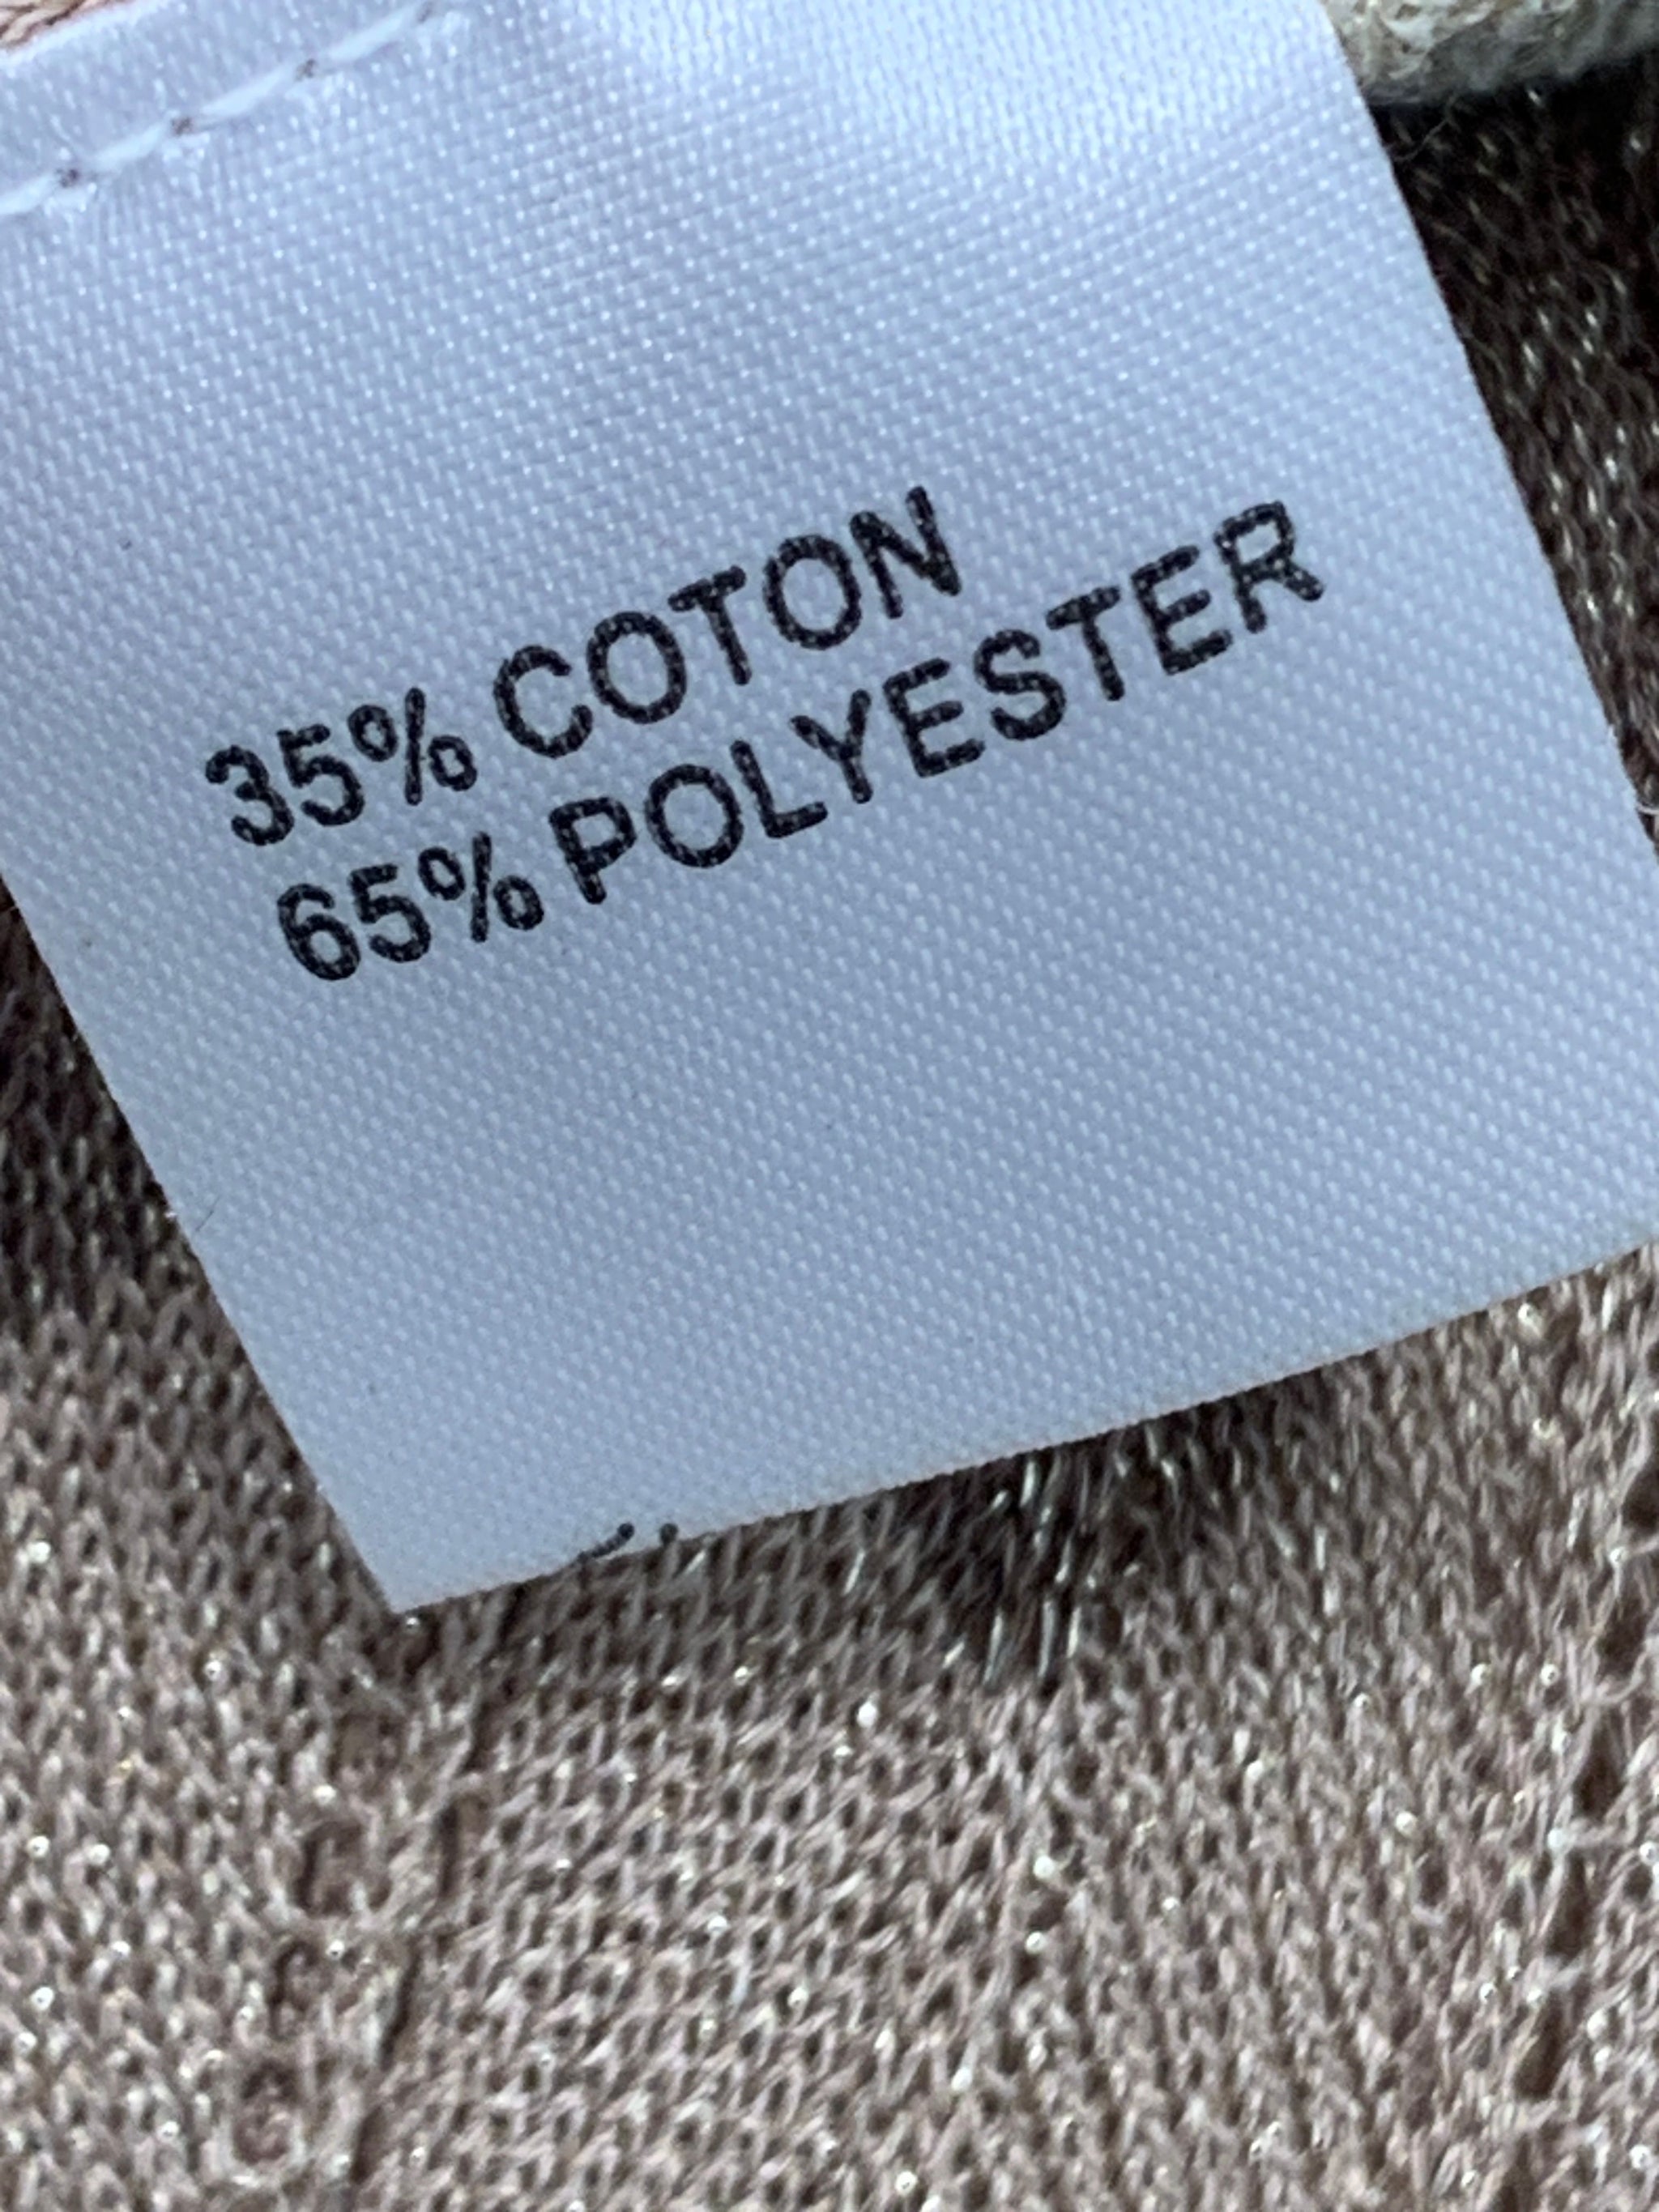 35% COTON
65% POLYESTER